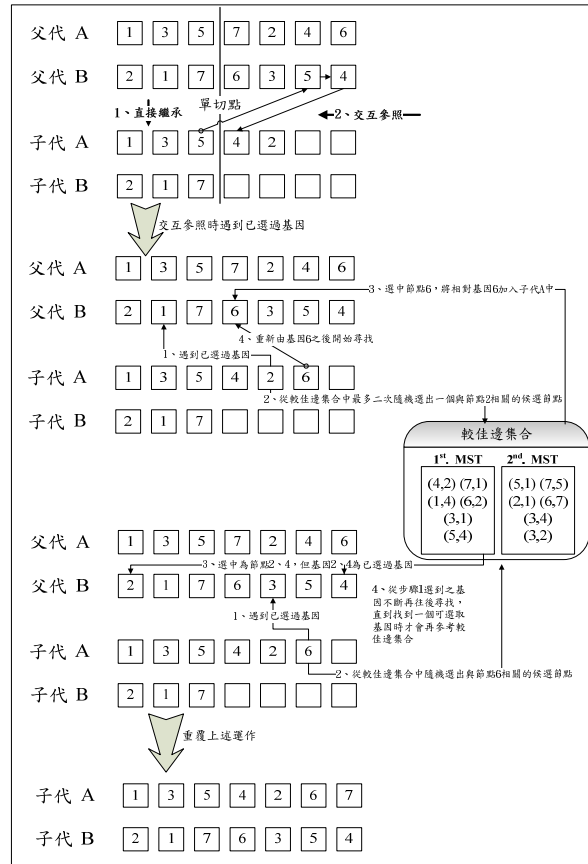 父代 A 1 3 5 7 2 4 6
父代 B 2 1 7 6 3 5 4
1、直接繼承
單切點
2、交互參照
子代 A 1 3 5 4 2
子代 B 2 1 7
交互參照時遇到已選過基因
父代 A 1 3 5 7 2 4 6
3、選中節點6，將相對基因6加入子代A中
父代 B 2 1 7 6 3 5 4
4、重新由基因6之後開始尋找
1、遇到已選過基因
子代 A 1 3 5 4 2 6
2、從較佳邊集合中最多二次隨機選出一個與節點2相關的候選節點
子代 B 2 1 7
較佳邊集合
1st. MST 2nd. MST
(4,2) (7,1) (5,1) (7,5)
(1,4) (6,2) (2,1) (6,7)
(3,1) (3,4)
(5,4) (3,2)
父代 A 1 3 5 7 2 4 6
3、選中為節點2、4，但基因2、4為已選過基因
父代 B 2 1 7 6 3 5 4
1、遇到已選過基因
4、從步驟1選到之基
因不斷再往後尋找，
直到找到一個可選取
基因時才會再參考較
佳邊集合
子代 A 1 3 5 4 2 6
2、從較佳邊集合中隨機選出與節點6相關的候選節點
子代 B 2 1 7
重覆上述運作
子代 A 1 3 5 4 2 6 7
子代 B 2 1 7 6 3 5 4